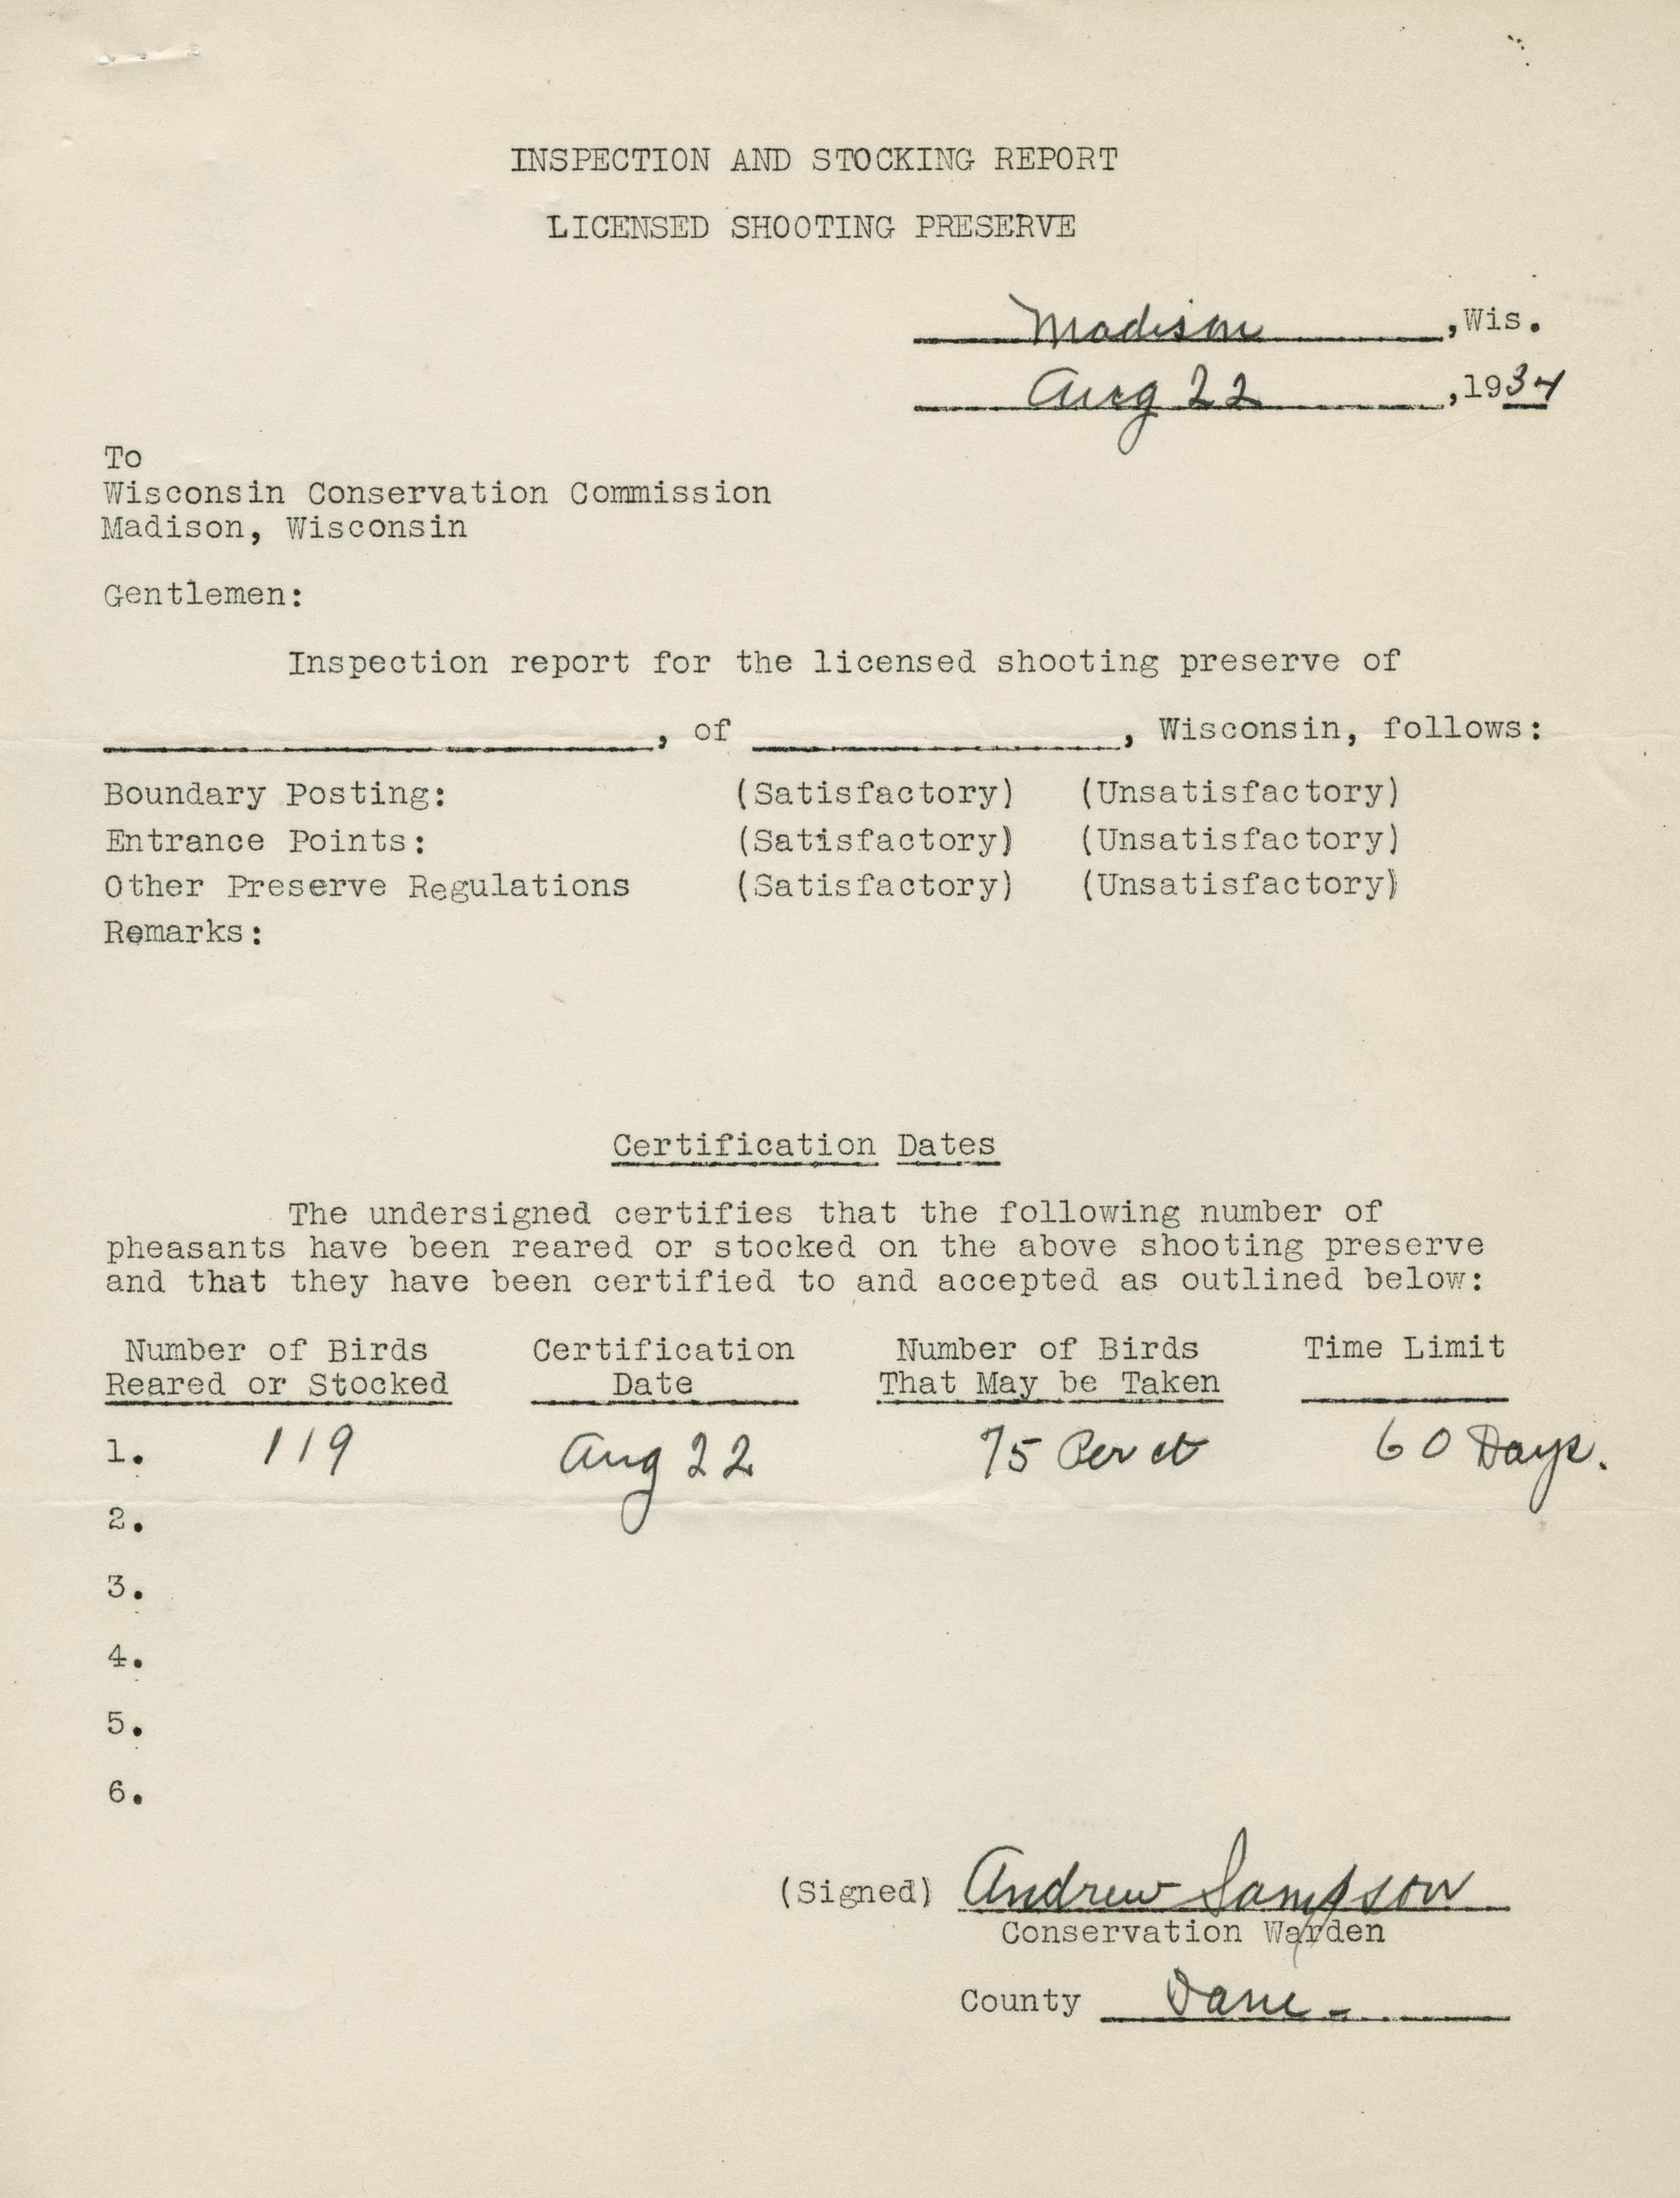 INSPECTION AND STOCKING REPORT
LICENSED SHOOTING PRESERVE
Madison, Wis.
Aug 22, 1934
To
Wisconsin Conservation Commission
Madison, Wisconsin
Gentlemen:
Inspection report for the licensed shooting preserve of
, of , Wisconsin, follows:
Boundary Posting: (Satisfactory) (Unsatisfactory)
Entrance Points: (Satisfactory) (Unsatisfactory)
Other Preserve Regulations (Satisfactory) (Unsatisfactory)
Remarks:
Certification Dates
The undersigned certifies that the following number of
pheasants have been reared or stocked on the above shooting preserve
and that they have been certified to and accepted as outlined below:
Number of Birds Certification Number of Birds Time Limit
Reared or Stocked Date That May be Taken
1. 119 Aug 22 75 Per ct 60 Days.
2.
3.
4.
5.
6.
(Signed) Andrew Sampson
Conservation Warden
County Dane -